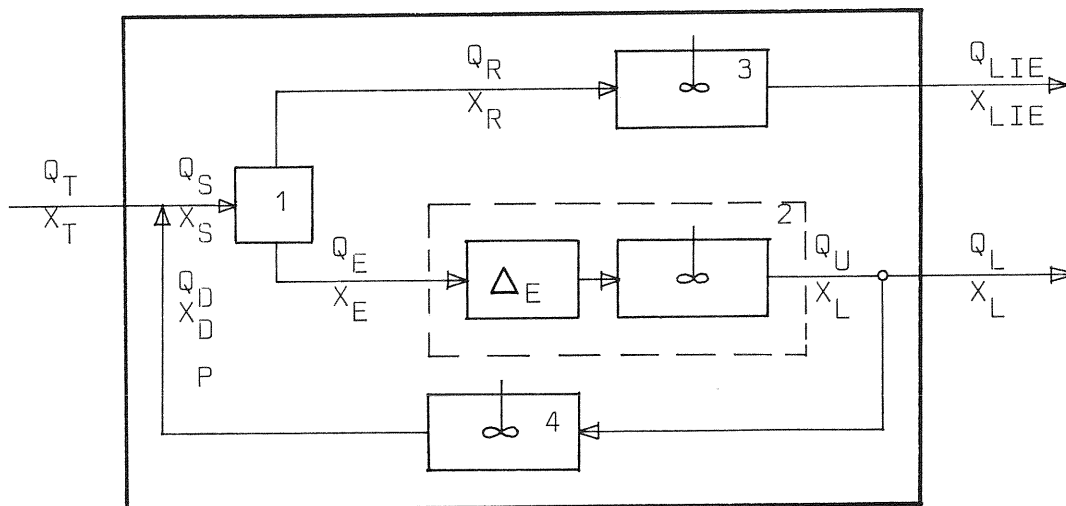 Q_R
X_R
3
Q_LIE
X_LIE
Q_T
X_T
Q_S
X_S
1
2
Q_E
X_E
Δ_E
Q_U
X_L
Q_L
X_L
Q_D
X_D
P
4